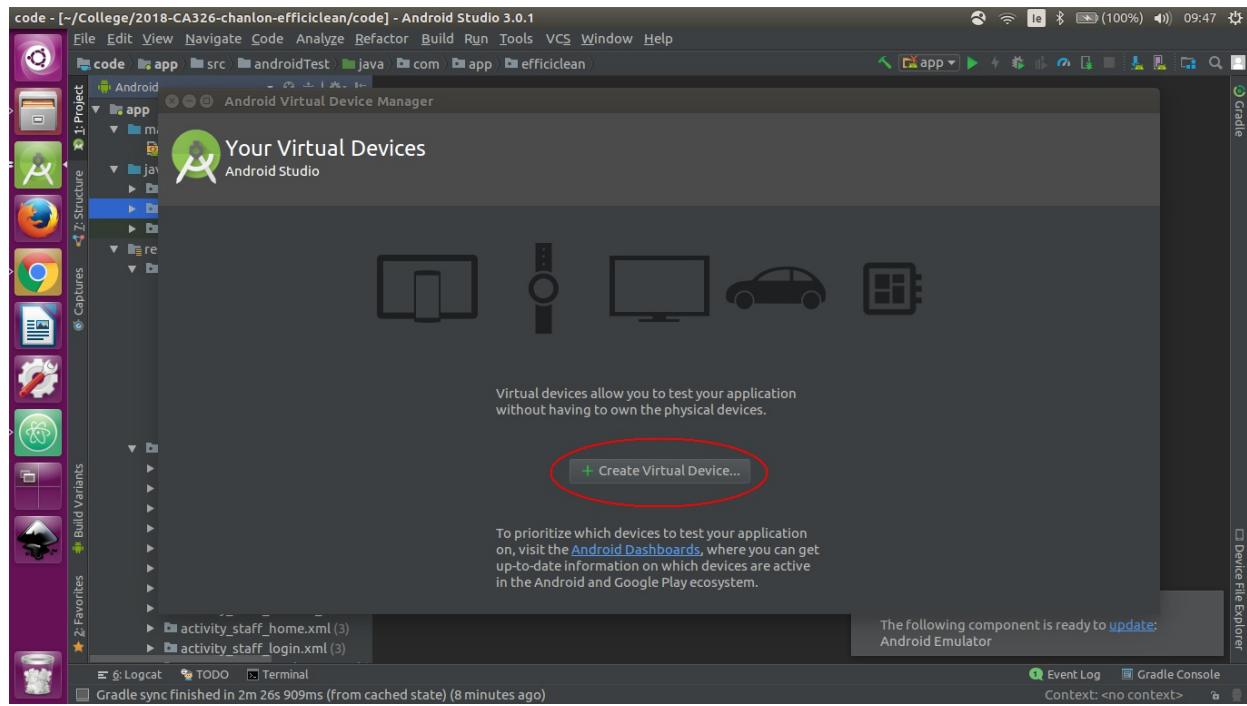 code - [~/College/2018-CA326-chanlon-efficiclean/code] - Android Studio 3.0.1
Ie (100%) 09:47
File Edit View Navigate Code Analyze Refactor Build Run Tools VCS Window Help
code app src androidTest java com app efficiclean
app
Android
1: Project
Android Virtual Device Manager
Gradle
app
Your Virtual Devices
Android Studio
7: Structure
Captures
Virtual devices allow you to test your application
without having to own the physical devices.
+ Create Virtual Device...
Build Variants
To prioritize which devices to test your application
on, visit the Android Dashboards, where you can get
up-to-date information on which devices are active
in the Android and Google Play ecosystem.
Device File Explorer
2: Favorites
activity_staff_home.xml (3)
activity_staff_login.xml (3)
The following component is ready to update:
Android Emulator
6: Logcat TODO Terminal
1 Event Log Gradle Console
Gradle sync finished in 2m 26s 909ms (from cached state) (8 minutes ago)
Context: <no context>